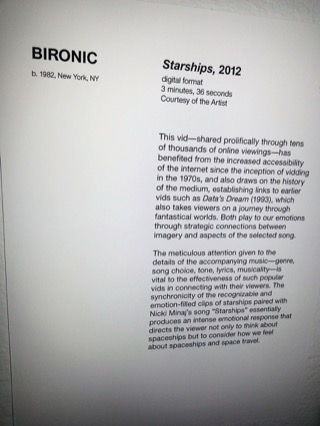 BIRONIC
b. 1982, New York, NY
Starships, 2012
digital format
3 minutes, 36 seconds
Courtesy of the Artist
This vid—shared prolifically through tens
of thousands of online viewings—has
benefited from the increased accessibility
of the internet since the inception of vidding
in the 1970s, and also draws on the history
of the medium, establishing links to earlier
vids such as Data's Dream (1993), which
also takes viewers on a journey through
fantastical worlds. Both play to our emotions
through strategic connections between
imagery and aspects of the selected song.
The meticulous attention given to the
details of the accompanying music—genre,
song choice, tone, lyrics, musicality—is
vital to the effectiveness of such popular
vids in connecting with their viewers. The
synchronicity of the recognizable and
emotion-filled clips of starships paired with
Nicki Minaj's song "Starships" essentially
produces an intense emotional response that
directs the viewer not only to think about
spaceships but to consider how we feel
about spaceships and space travel.